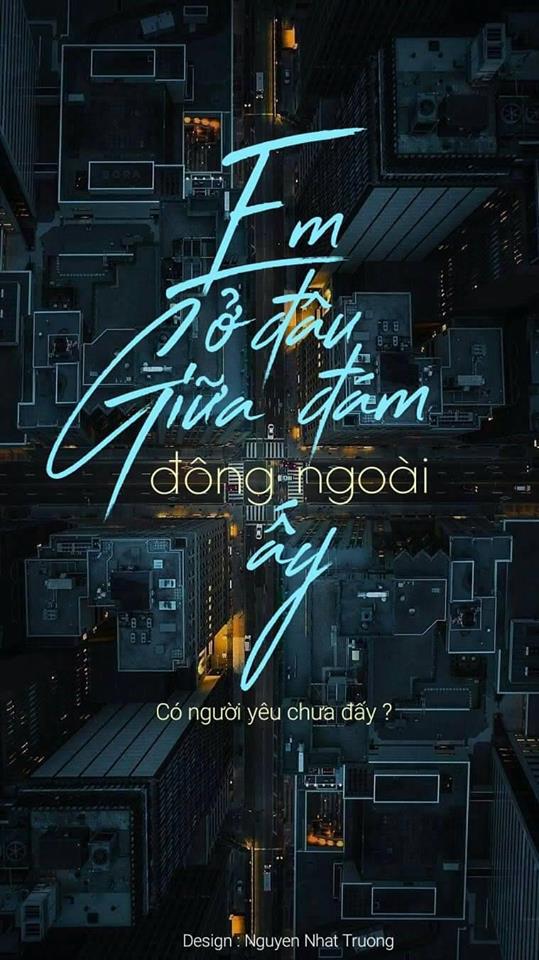 Em
ở đâu
Giữa đám
đông ngoài
ấy
Có người yêu chưa đấy ?
Design : Nguyen Nhat Truong